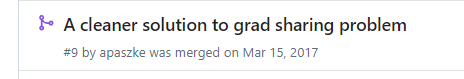 A cleaner solution to grad sharing problem
#9 by apaszke was merged on Mar 15, 2017